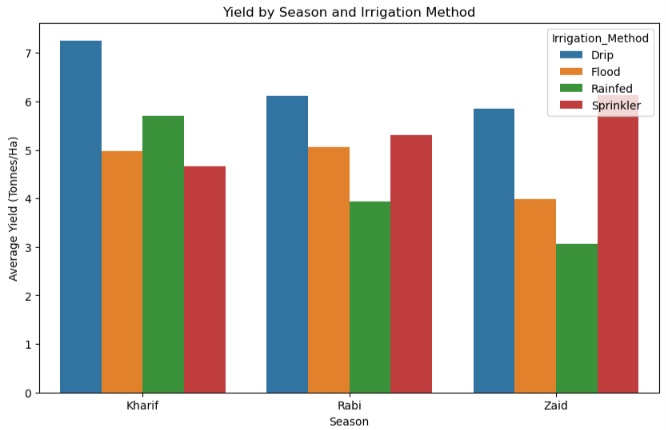 Yield by Season and Irrigation Method
Irrigation_Method
Drip
Flood
Rainfed
Sprinkler
7
6
5
4
3
2
1
0
Average Yield (Tonnes/Ha)
Kharif Rabi Zaid
Season